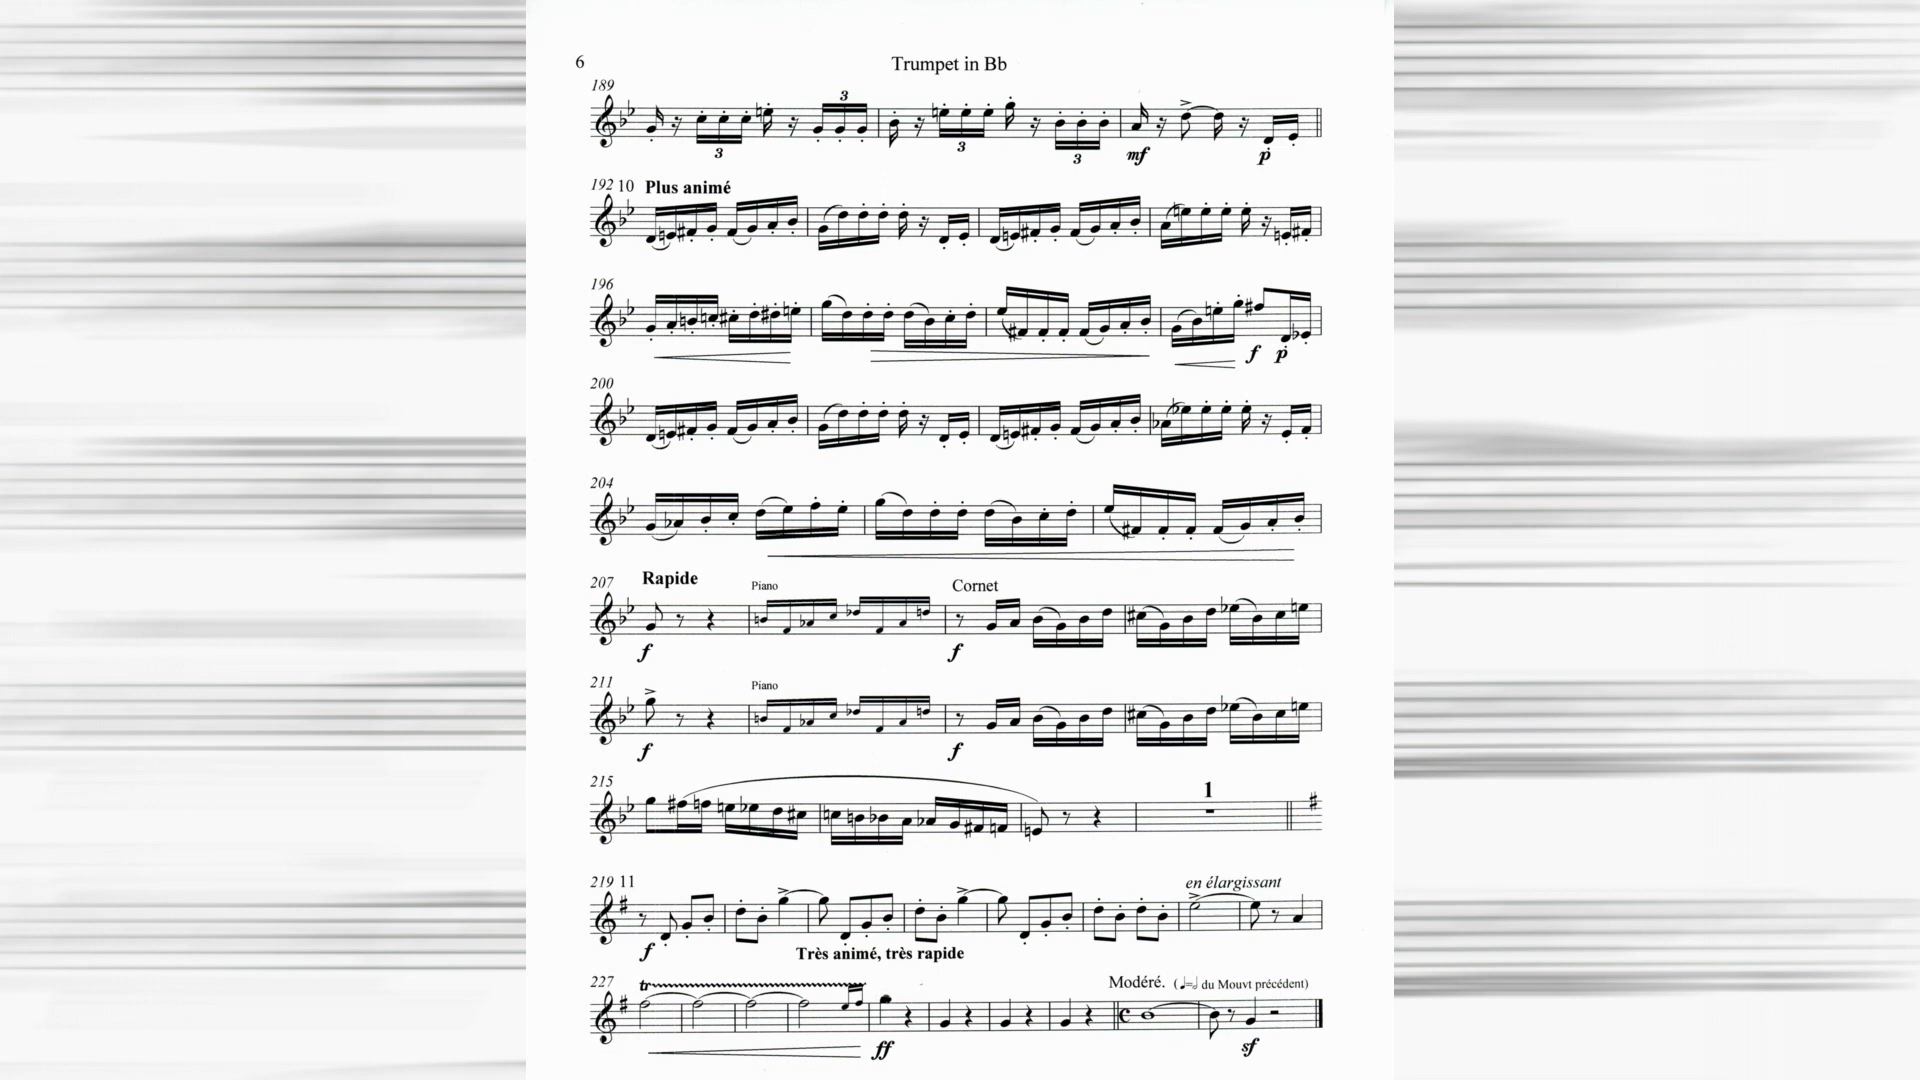 6
Trumpet in Bb
189
3
3
3
3
mf
p
192 10 Plus animé
196
f p
200
204
207 Rapide Piano Cornet
f f
211 Piano
f f
215 1
219 11 en élargissant
f
Très animé, très rapide
227 tr Modéré. (♩=𝅗𝅥 du Mouvt précédent)
ff sf